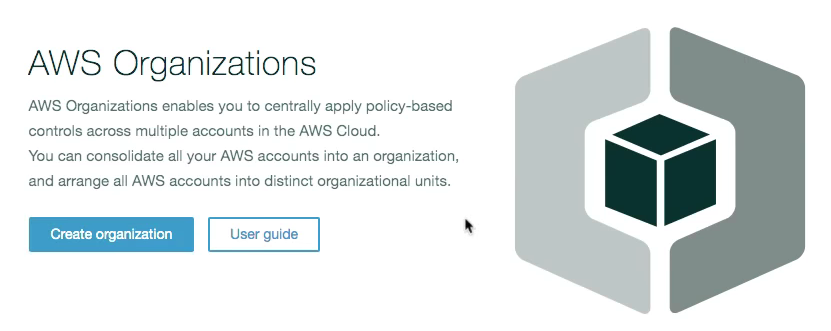 AWS Organizations
AWS Organizations enables you to centrally apply policy-based
controls across multiple accounts in the AWS Cloud.
You can consolidate all your AWS accounts into an organization,
and arrange all AWS accounts into distinct organizational units.
Create organization
User guide